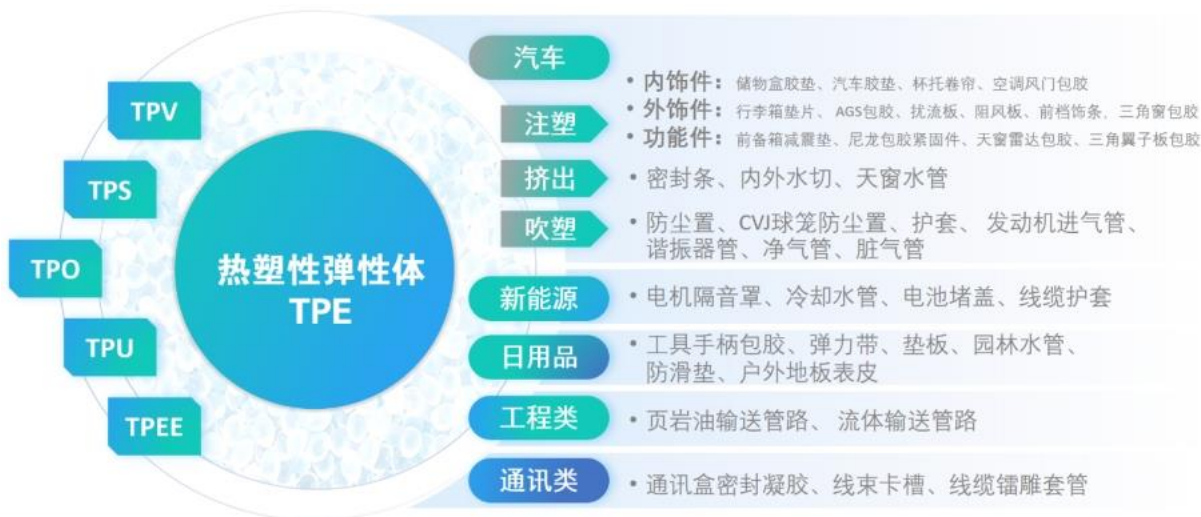 TPV
TPS
TPO
TPU
TPEE
热塑性弹性体
TPE
汽车
• 内饰件：储物盒胶垫、汽车胶垫、杯托卷帘、空调风门包胶
注塑
• 外饰件：行李箱垫片、AGS包胶、扰流板、阻风板、前档饰条、三角窗包胶
• 功能件：前备箱减震垫、尼龙包胶紧固件、天窗雷达包胶、三角翼子板包胶
挤出
• 密封条、内外水切、天窗水管
吹塑
• 防尘置、CVJ球笼防尘置、护套、发动机进气管、
谐振器管、净气管、脏气管
新能源
• 电机隔音罩、冷却水管、电池堵盖、线缆护套
日用品
• 工具手柄包胶、弹力带、垫板、园林水管、
防滑垫、户外地板表皮
工程类
• 页岩油输送管路、流体输送管路
通讯类
• 通讯盒密封凝胶、线束卡槽、线缆镭雕套管